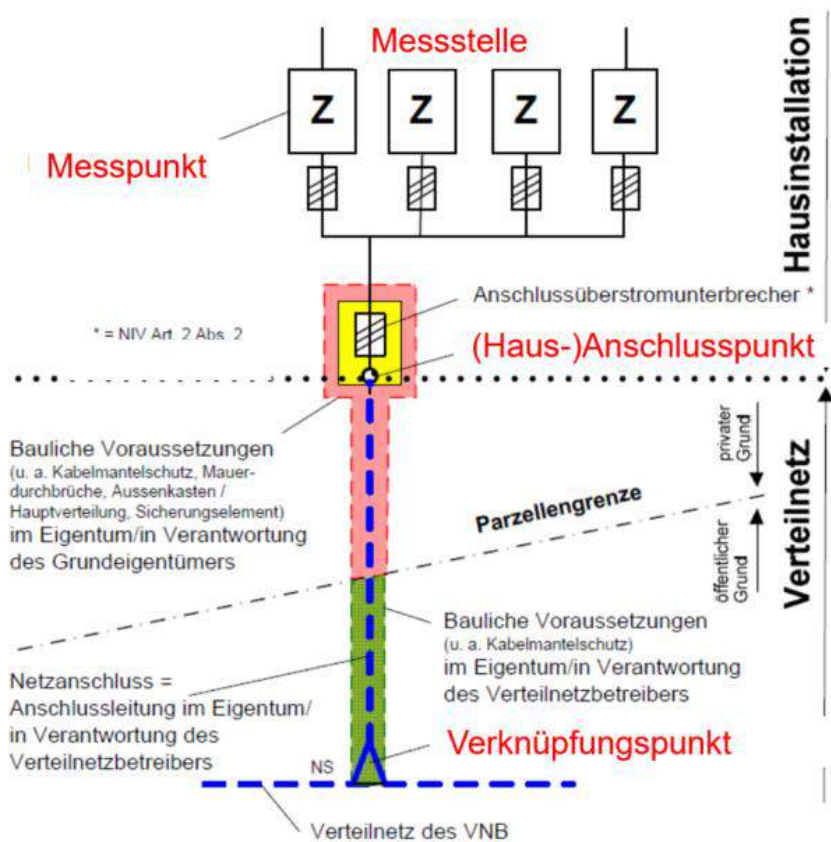 Messstelle
Z Z Z Z
Messpunkt
Hausinstallation
Anschlussüberstromunterbrecher *
* = NIV Art. 2 Abs. 2
(Haus-)Anschlusspunkt
Bauliche Voraussetzungen
(u. a. Kabelmantelschutz, Mauer-
durchbrüche, Aussenkasten /
Hauptverteilung, Sicherungselement)
im Eigentum/in Verantwortung
des Grundeigentümers
privater
Grund
Parzellengrenze
öffentlicher
Grund
Verteilnetz
Bauliche Voraussetzungen
(u. a. Kabelmantelschutz)
im Eigentum/in Verantwortung
des Verteilnetzbetreibers
Netzanschluss =
Anschlussleitung im Eigentum/
in Verantwortung des
Verteilnetzbetreibers
Verknüpfungspunkt
NS
Verteilnetz des VNB